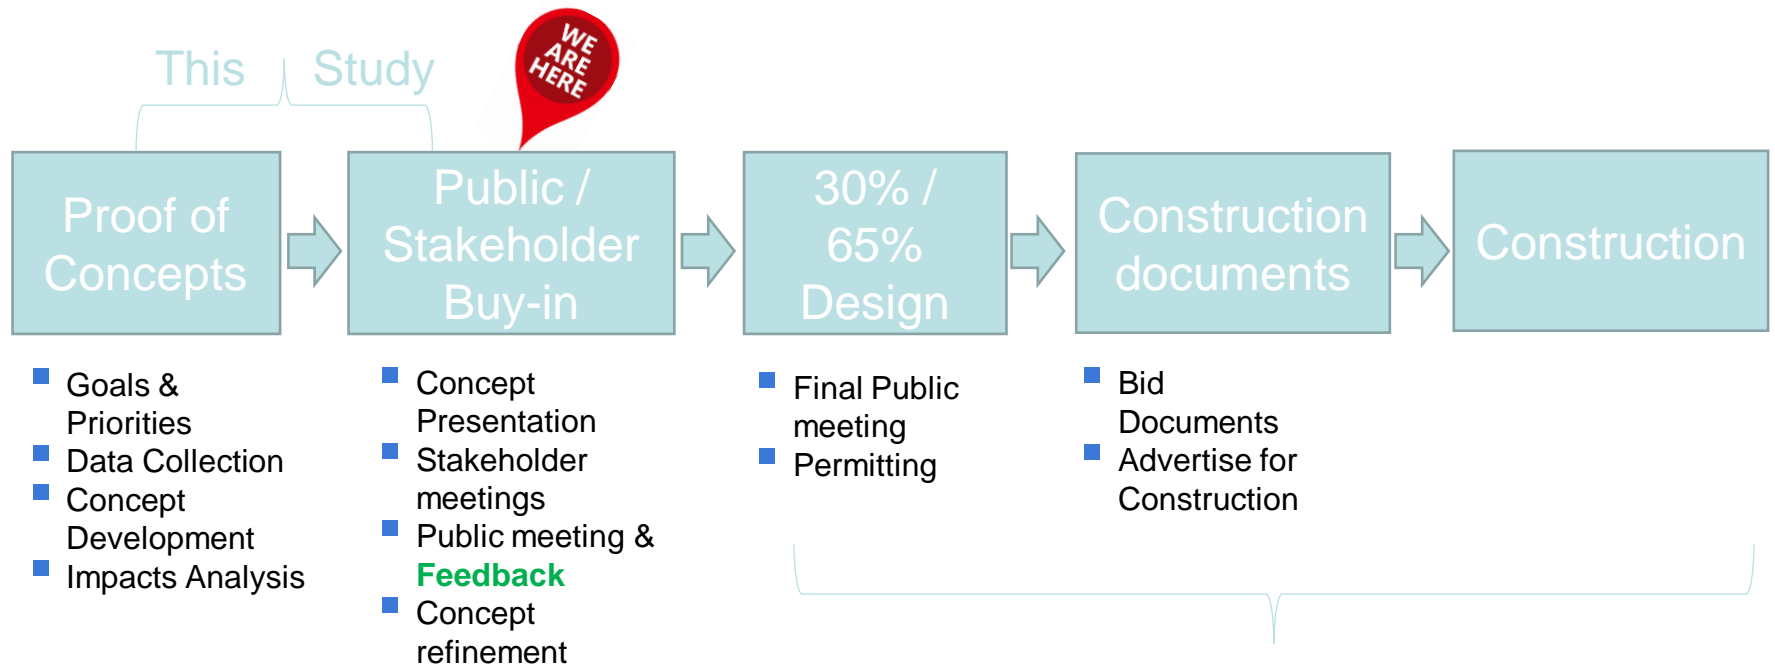 This Study
WE
ARE
HERE
Proof of
Concepts
Public /
Stakeholder
Buy-in
30% /
65%
Design
Construction
documents
Construction
Goals &
Priorities
Data Collection
Concept
Development
Impacts Analysis
Concept
Presentation
Stakeholder
meetings
Public meeting &
Feedback
Concept
refinement
Final Public
meeting
Permitting
Bid
Documents
Advertise for
Construction